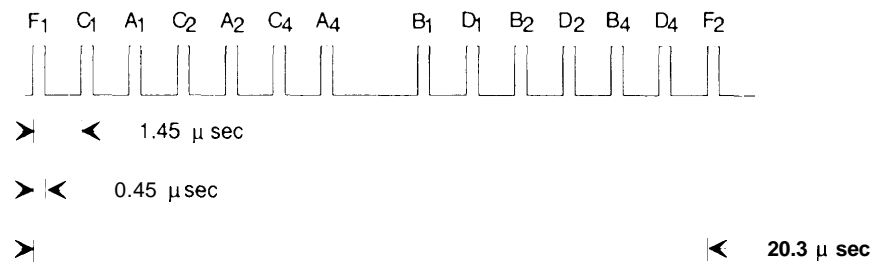 F1 C1 A1 C2 A2 C4 A4 B1 D1 B2 D2 B4 D4 F2
1.45 μ sec
0.45 μsec
20.3 μ sec